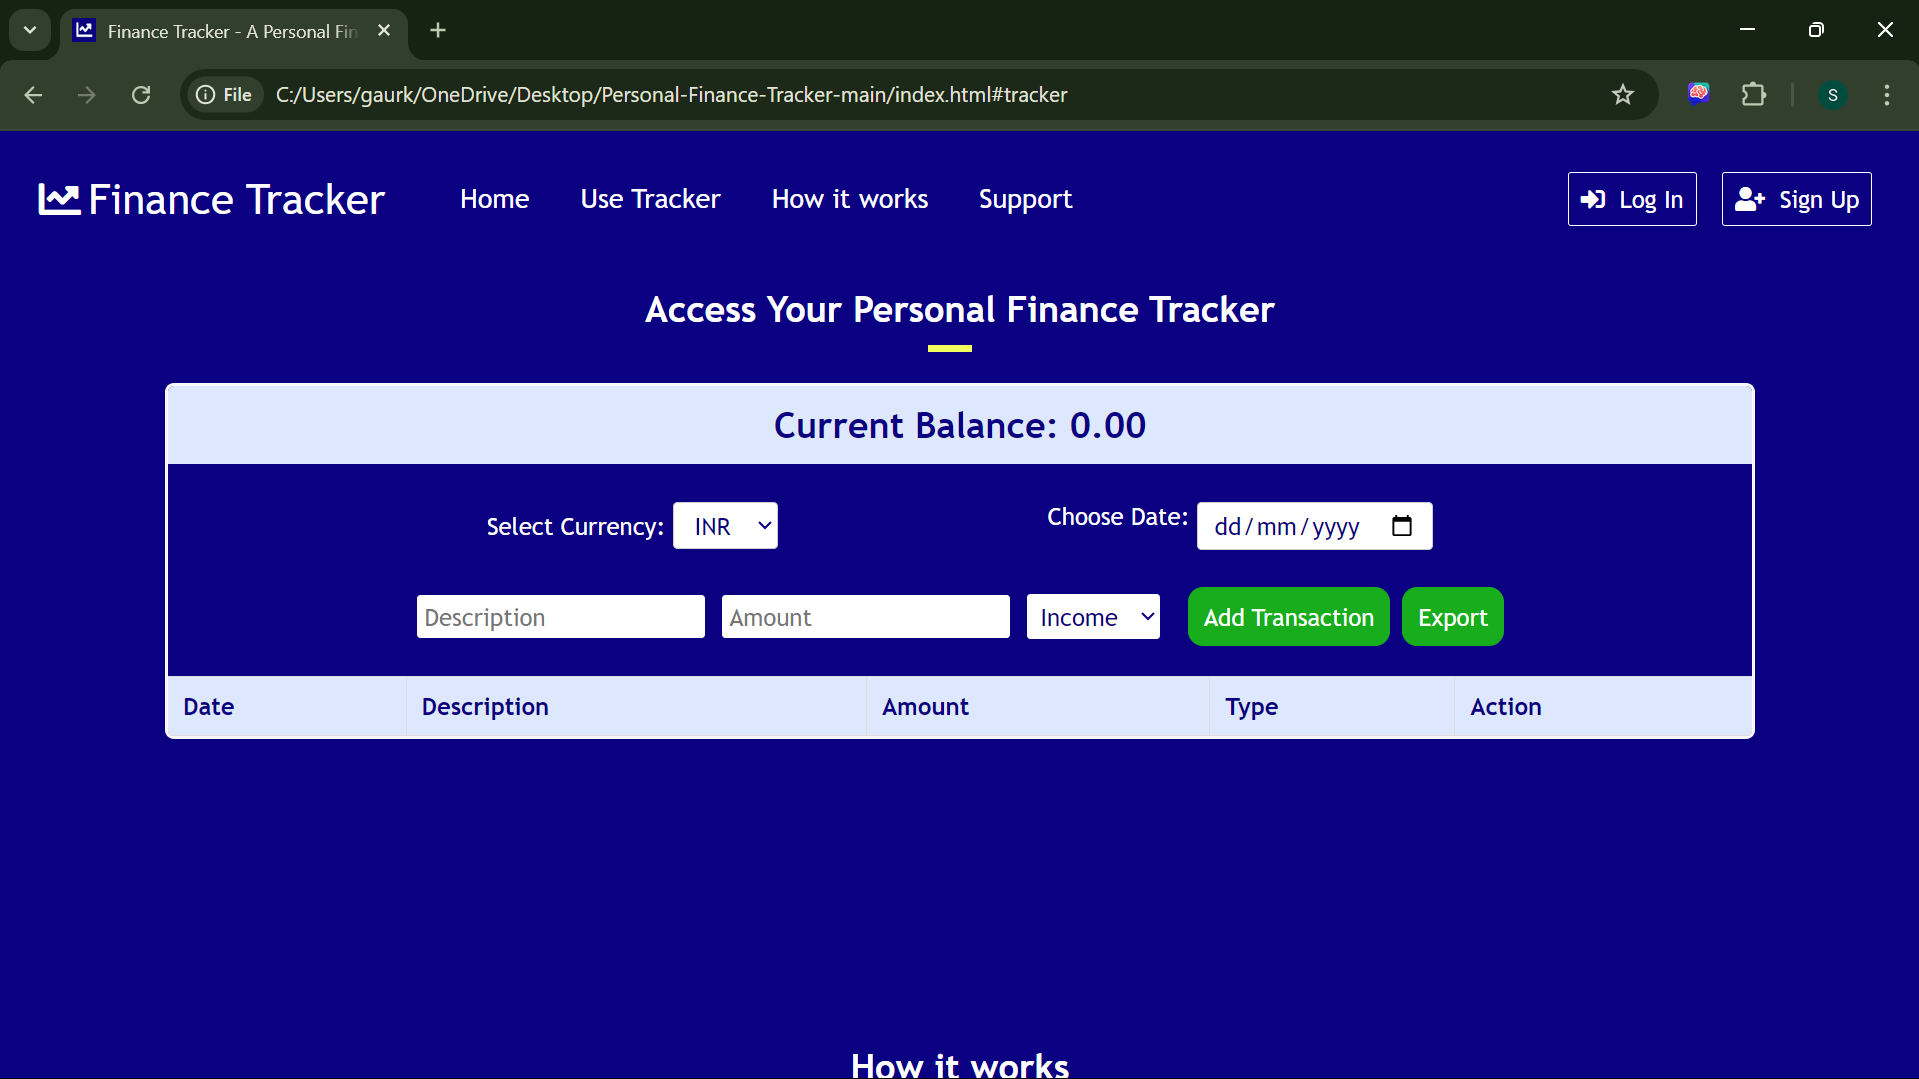 Finance Tracker - A Personal Fin
File C:/Users/gaurk/OneDrive/Desktop/Personal-Finance-Tracker-main/index.html#tracker S
Finance Tracker Home Use Tracker How it works Support Log In Sign Up
Access Your Personal Finance Tracker
Current Balance: 0.00
Select Currency: INR Choose Date: dd/mm/yyyy
Description Amount Income Add Transaction Export
Date Description Amount Type Action
How it works